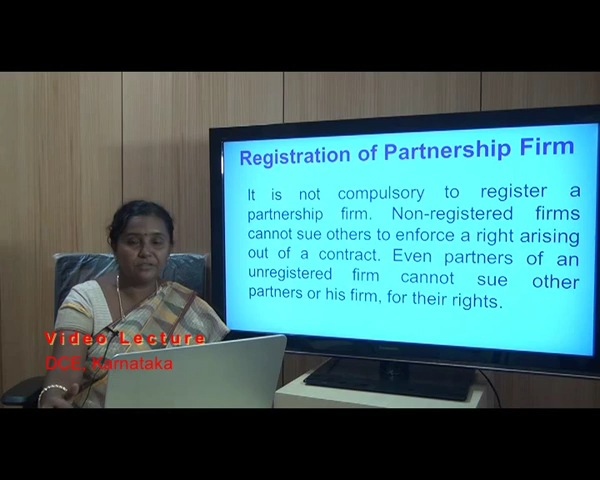 Registration of Partnership Firm
It is not compulsory to register a
partnership firm. Non-registered firms
cannot sue others to enforce a right arising
out of a contract. Even partners of an
unregistered firm cannot sue other
partners or his firm, for their rights.
Video Lecture
DCE, Karnataka